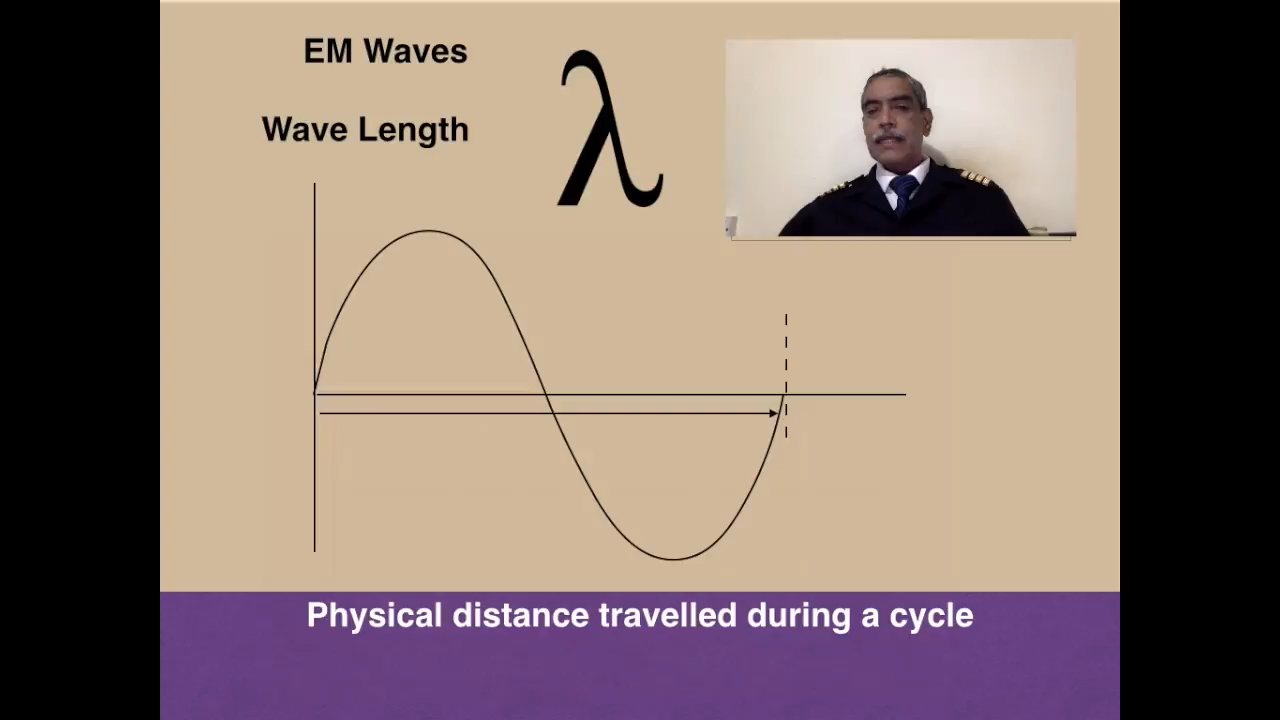 EM Waves
Wave Length
λ
Physical distance travelled during a cycle